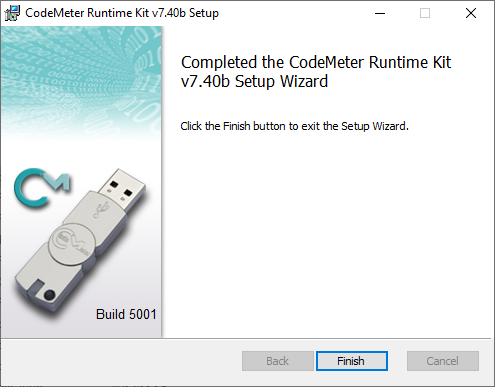 CodeMeter Runtime Kit v7.40b Setup
Completed the CodeMeter Runtime Kit
v7.40b Setup Wizard
Click the Finish button to exit the Setup Wizard.
CM
Build 5001
Back
Finish
Cancel